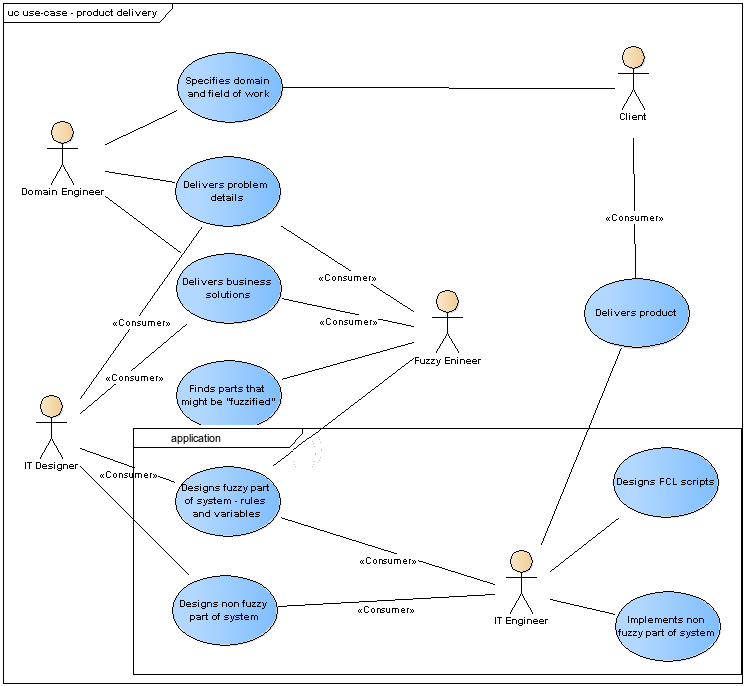 uc use-case - product delivery
Specifies domain
and field of work
Client
Domain Engineer
Delivers problem
details
«Consumer»
Delivers business
solutions
«Consumer»
Delivers product
«Consumer»
«Consumer»
Fuzzy Enineer
«Consumer»
Finds parts that
might be "fuzzified"
application
IT Designer
«Consumer»
Designs fuzzy part
of system - rules
and variables
Designs FCL scripts
«Consumer»
Designs non fuzzy
part of system
«Consumer»
IT Engineer
Implements non
fuzzy part of system